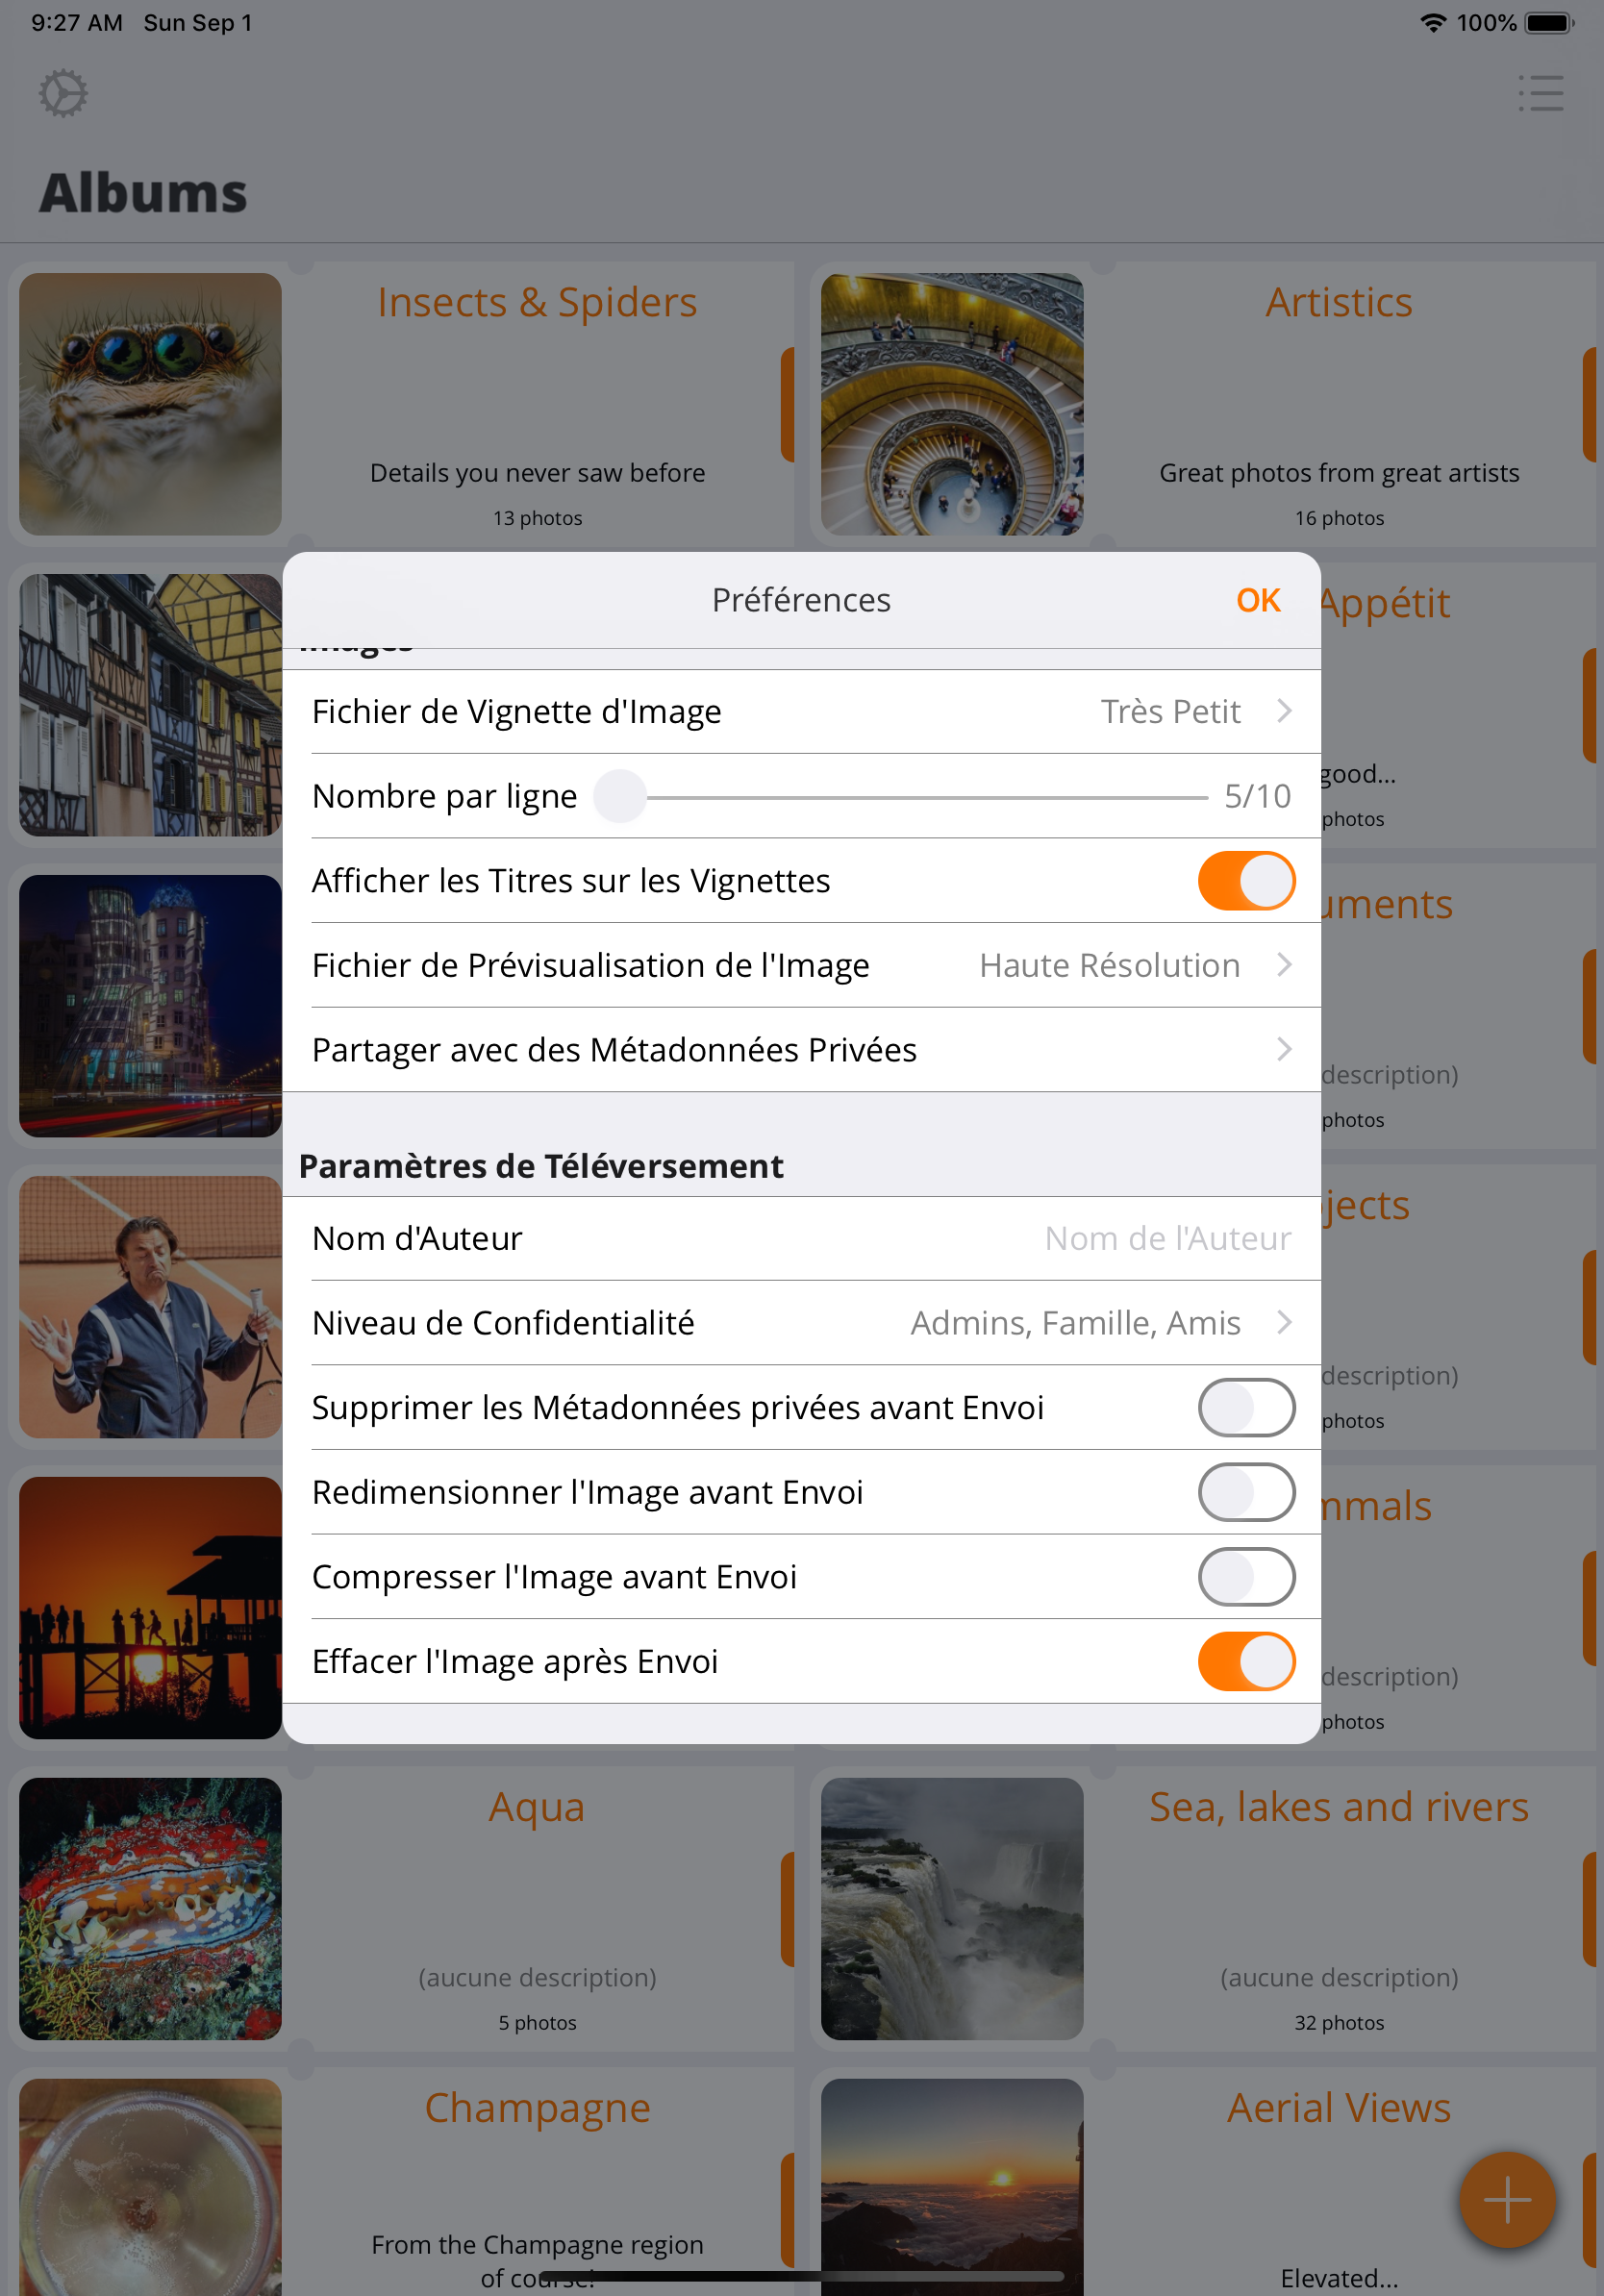 9:27 AM Sun Sep 1
100%
Albums
Insects & Spiders
Details you never saw before
13 photos
Artistics
Great photos from great artists
16 photos
Appétit
good...
photos
uments
description)
photos
jects
description)
photos
mmals
description)
photos
Préférences
OK
Images
Fichier de Vignette d'Image
Très Petit
Nombre par ligne
5/10
Afficher les Titres sur les Vignettes
Fichier de Prévisualisation de l'Image
Haute Résolution
Partager avec des Métadonnées Privées
Paramètres de Téléversement
Nom d'Auteur
Nom de l'Auteur
Niveau de Confidentialité
Admins, Famille, Amis
Supprimer les Métadonnées privées avant Envoi
Redimensionner l'Image avant Envoi
Compresser l'Image avant Envoi
Effacer l'Image après Envoi
Aqua
(aucune description)
5 photos
Sea, lakes and rivers
(aucune description)
32 photos
Champagne
From the Champagne region
of course!
Aerial Views
Elevated...